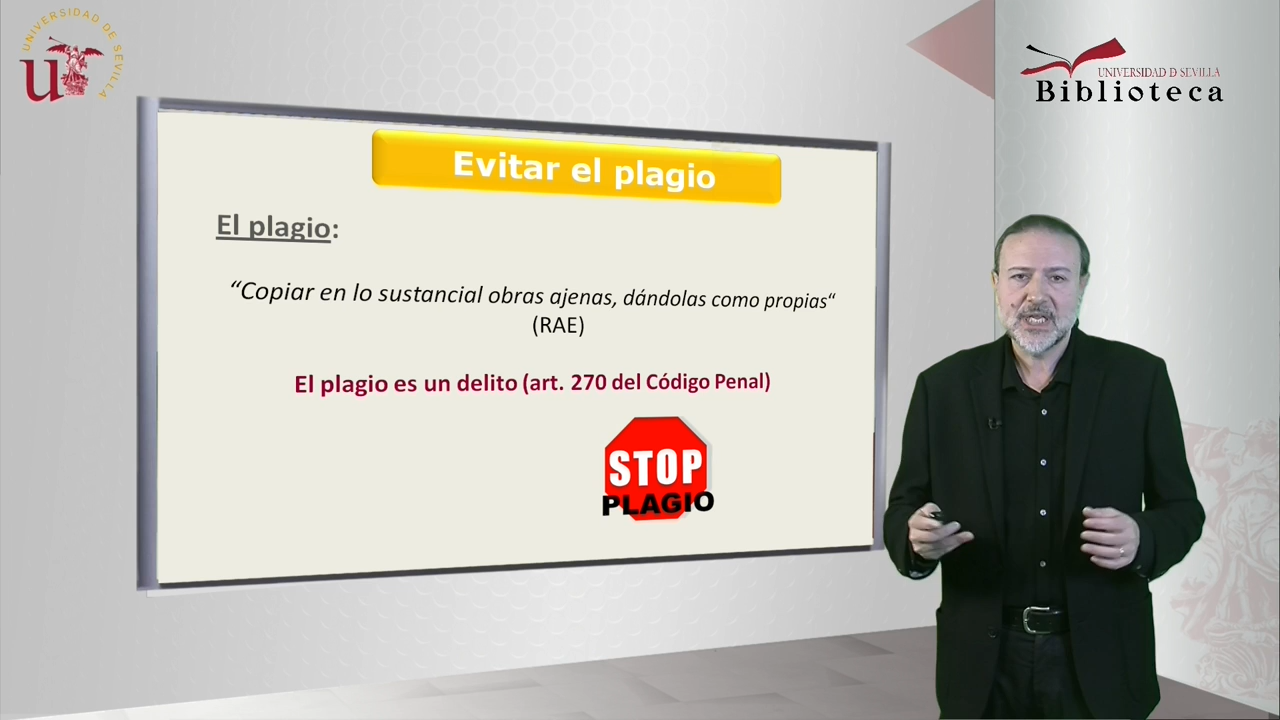 UNIVERSIDAD DE SEVILLA
UNIVERSIDAD D SEVILLA
Biblioteca
Evitar el plagio
El plagio:
“Copiar en lo sustancial obras ajenas, dándolas como propias“
(RAE)
El plagio es un delito (art. 270 del Código Penal)
STOP
PLAGIO